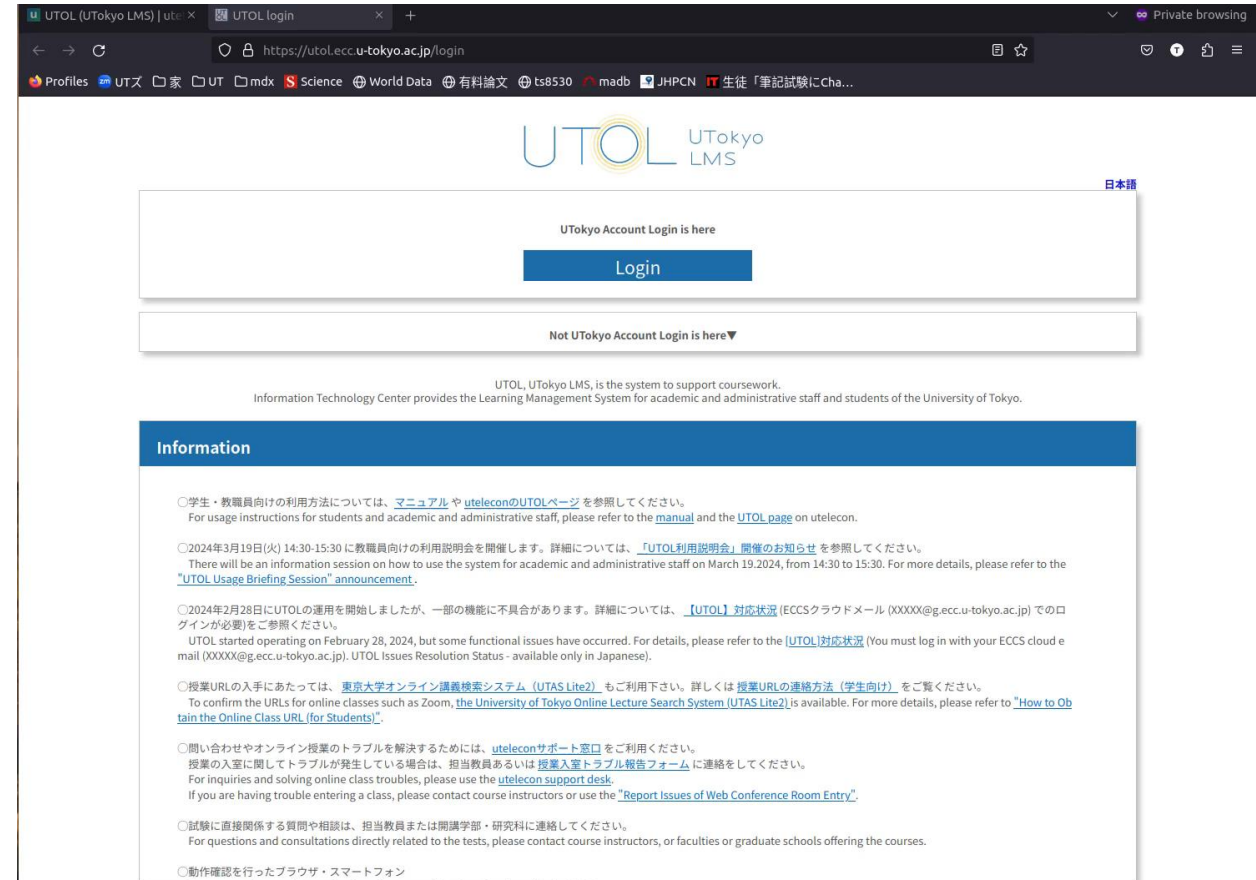 UTOL (UTokyo LMS) | ute
UTOL login
Private browsing
https://utol.ecc.u-tokyo.ac.jp/login
Profiles UTズ 家 UT mdx Science World Data 有料論文 ts8530 madb JHPCN 生徒「筆記試験にCha...
UTOL UTokyo
LMS
日本語
UTokyo Account Login is here
Login
Not UTokyo Account Login is here▼
UTOL, UTokyo LMS, is the system to support coursework.
Information Technology Center provides the Learning Management System for academic and administrative staff and students of the University of Tokyo.
Information
○学生・教職員向けの利用方法については、マニュアル や uteleconのUTOLページ を参照してください。
For usage instructions for students and academic and administrative staff, please refer to the manual and the UTOL page on utelecon.
○2024年3月19日(火) 14:30-15:30 に教職員向けの利用説明会を開催します。詳細については、「UTOL利用説明会」開催のお知らせ を参照してください。
There will be an information session on how to use the system for academic and administrative staff on March 19.2024, from 14:30 to 15:30. For more details, please refer to the
"UTOL Usage Briefing Session" announcement .
○2024年2月28日にUTOLの運用を開始しましたが、一部の機能に不具合があります。詳細については、【UTOL】対応状況 (ECCSクラウドメール (XXXXX@g.ecc.u-tokyo.ac.jp) でのロ
グインが必要)をご参照ください。
UTOL started operating on February 28, 2024, but some functional issues have occurred. For details, please refer to the [UTOL]対応状況 (You must log in with your ECCS cloud e
mail (XXXXX@g.ecc.u-tokyo.ac.jp). UTOL Issues Resolution Status - available only in Japanese).
○授業URLの入手にあたっては、東京大学オンライン講義検索システム（UTAS Lite2） もご利用下さい。詳しくは 授業URLの連絡方法（学生向け） をご覧ください。
To confirm the URLs for online classes such as Zoom, the University of Tokyo Online Lecture Search System (UTAS Lite2) is available. For more details, please refer to "How to Ob
tain the Online Class URL (for Students)".
○問い合わせやオンライン授業のトラブルを解決するためには、uteleconサポート窓口 をご利用ください。
授業の入室に関してトラブルが発生している場合は、担当教員あるいは 授業入室トラブル報告フォーム に連絡をしてください。
For inquiries and solving online class troubles, please use the utelecon support desk.
If you are having trouble entering a class, please contact course instructors or use the "Report Issues of Web Conference Room Entry".
○試験に直接関係する質問や相談は、担当教員または開講学部・研究科に連絡してください。
For questions and consultations directly related to the tests, please contact course instructors, or faculties or graduate schools offering the courses.
○動作確認を行ったブラウザ・スマートフォン